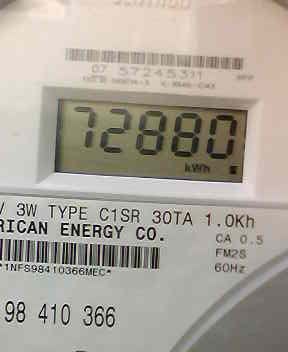 07 57245311
72880
kWh
V 3W TYPE C1SR 30TA 1.0Kh
RICAN ENERGY CO.
CA 0.5
FM2S
60Hz
*1NFS98410366MEC*
98 410 366